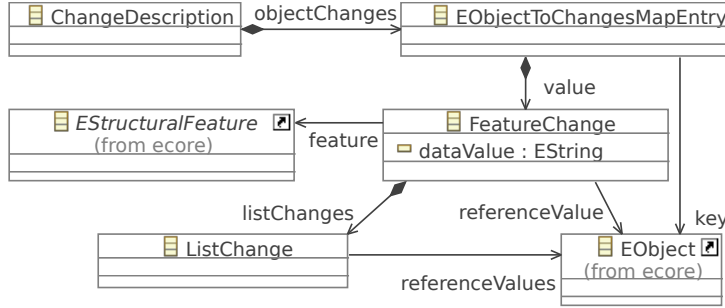 ChangeDescription
objectChanges
EObjectToChangesMapEntry
value
EStructuralFeature
(from ecore)
feature
FeatureChange
dataValue : EString
listChanges
referenceValue
key
ListChange
referenceValues
EObject
(from ecore)